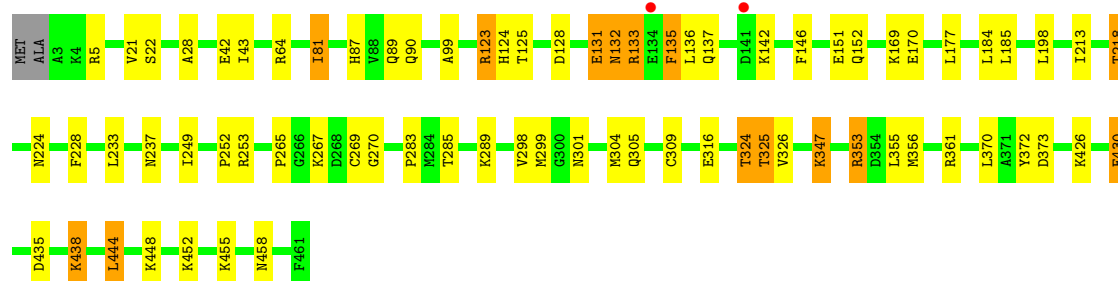 MET ALA A3 K4 R5 V21 S22 A28 E42 I43 R64 I81 H87 V88 Q89 Q90 A99 R123 H124 T125 D128 E131 N132 R133 E134 F135 L136 Q137 D141 K142 F146 E151 Q152 K169 E170 L177 L184 L185 L198 I213 T218
N224 F228 L233 N237 I249 P252 R253 P265 G266 K267 D268 C269 G270 P283 M284 T285 K289 V298 M299 G300 N301 M304 Q305 C309 E316 T324 T325 V326 K347 R353 D354 L355 M356 R361 L370 A371 Y372 D373 K426
D435 K438 L444 K448 K452 K455 N458 F461